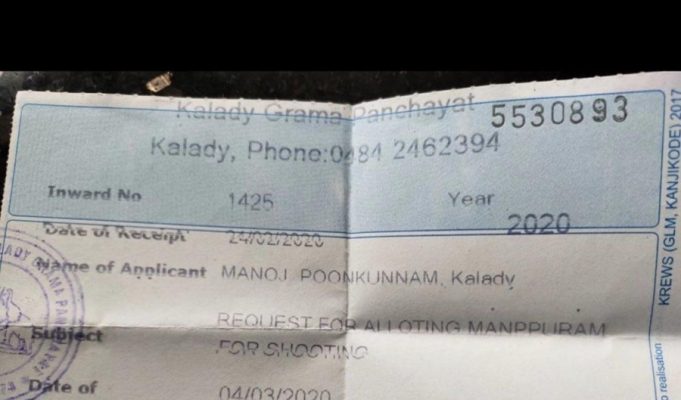 Kalady Grama Panchayat 5530893
Kalady, Phone:0484 2462394
Inward No 1425 Year 2020
Date of Receipt 24/02/2020
Name of Applicant MANOJ POONKUNNAM, Kalady
Subject REQUEST FOR ALLOTING MANPPURAM
FOR SHOOTING
Date of 04/03/2020
KREWS (GLM, KANJIKODE) 2017
realisation